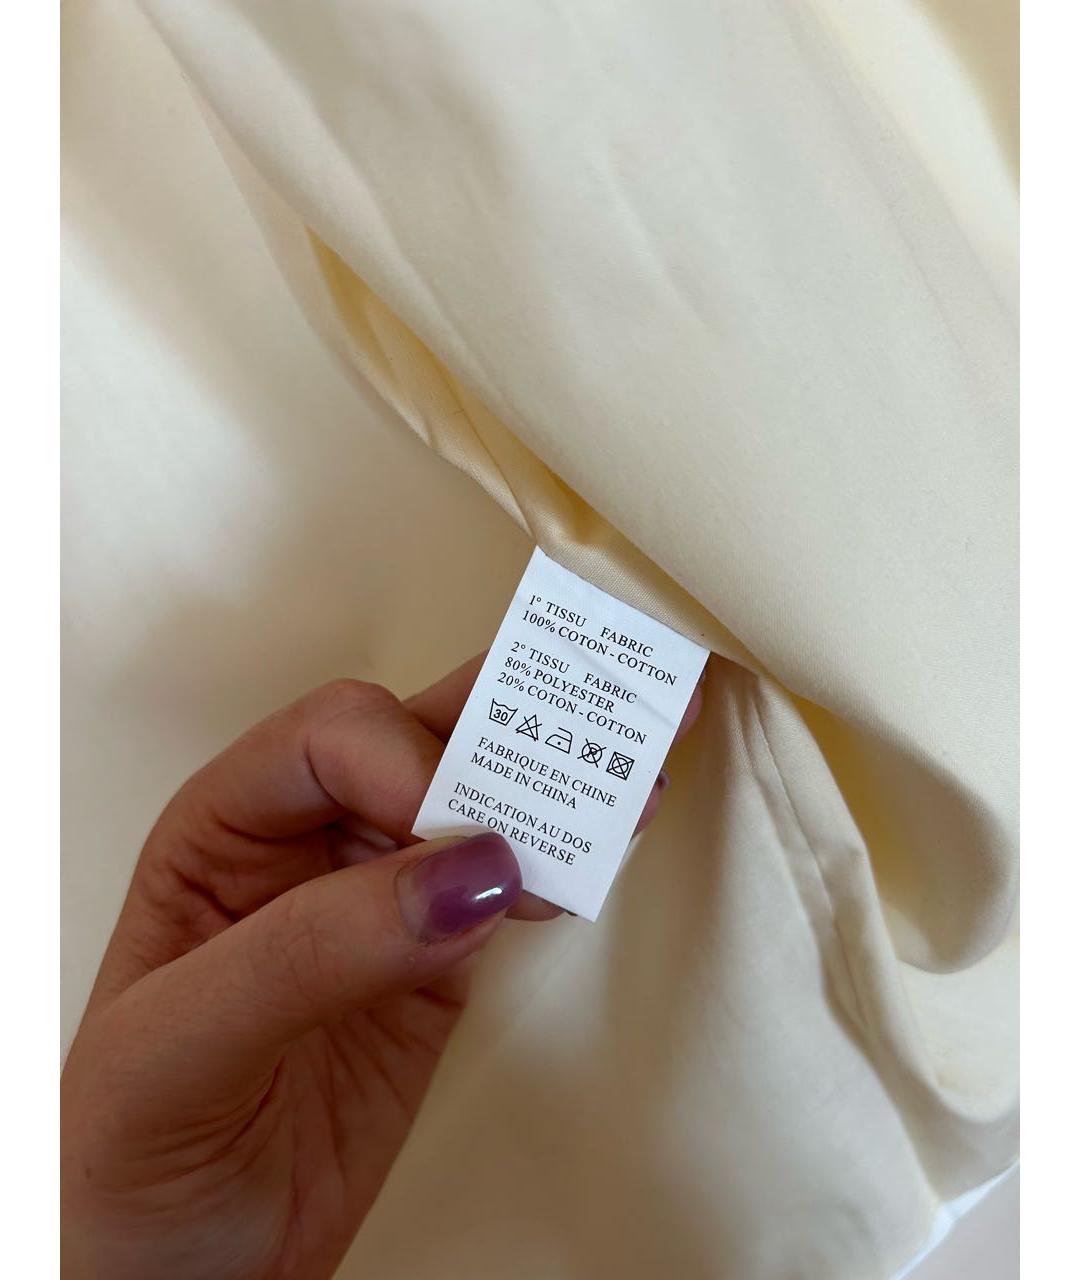 1° TISSU FABRIC
100% COTON - COTTON
2° TISSU FABRIC
80% POLYESTER
20% COTON - COTTON
30
FABRIQUE EN CHINE
MADE IN CHINA
INDICATION AU DOS
CARE ON REVERSE